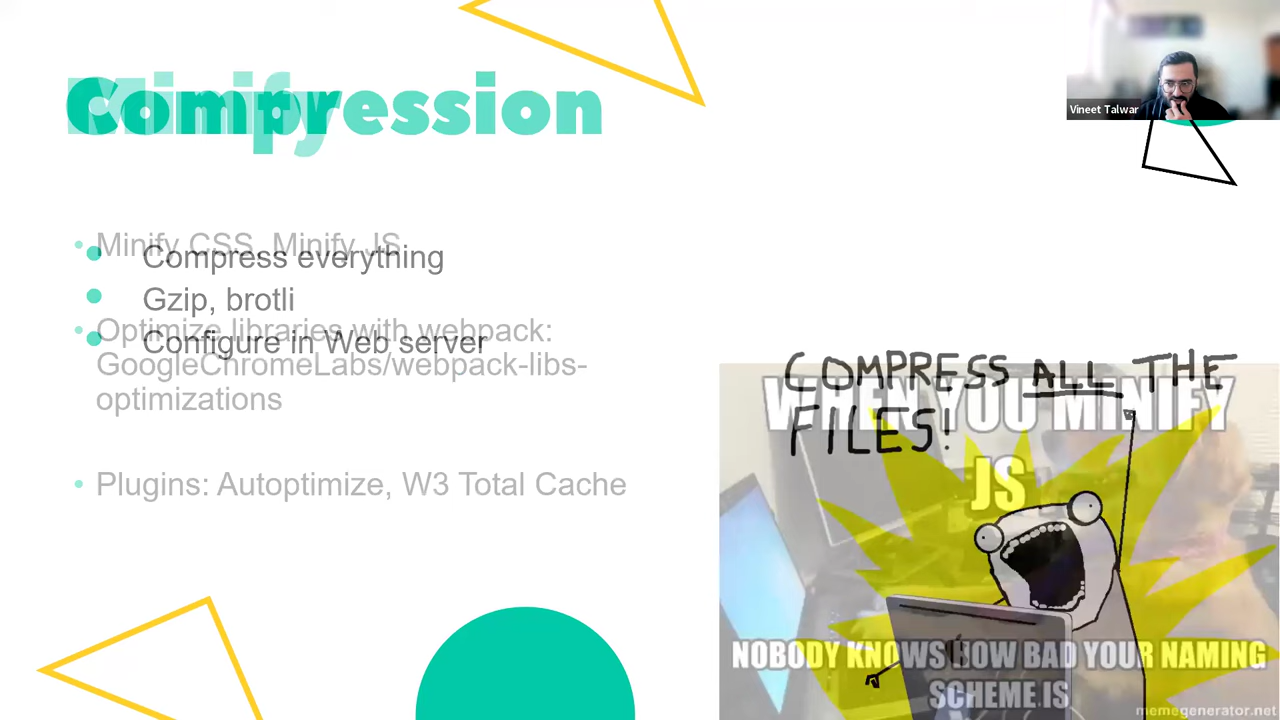 Minify
Compression
Vineet Talwar
Minify CSS, Minify JS
Compress everything
Gzip, brotli
Optimize libraries with webpack:
Configure in Web server
GoogleChromeLabs/webpack-libs-
optimizations
Plugins: Autoptimize, W3 Total Cache
COMPRESS ALL THE
FILES!
WHEN YOU MINIFY
JS
NOBODY KNOWS HOW BAD YOUR NAMING
SCHEME IS
memegenerator.net